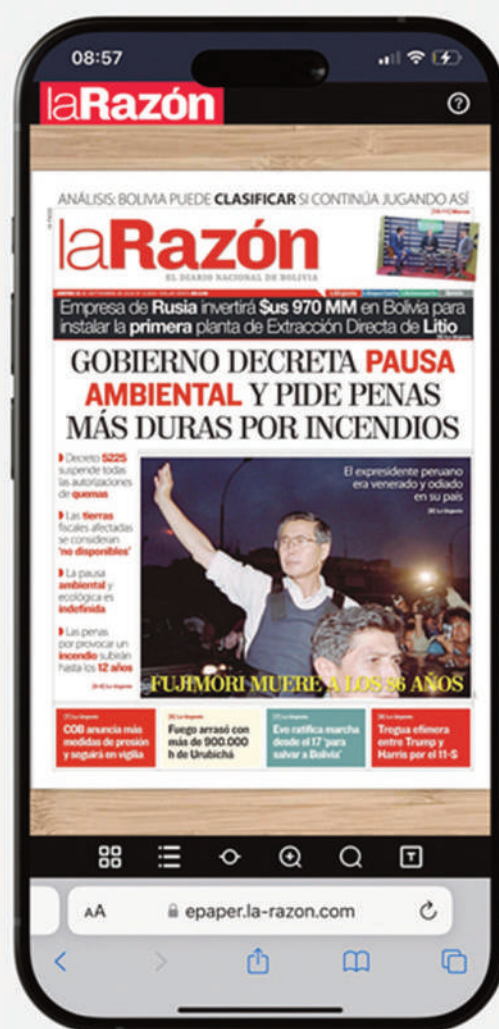 08:57
laRazón
ANÁLISIS: BOLIVIA PUEDE CLASIFICAR SI CONTINÚA JUGANDO ASÍ
laRazón
EL DIARIO NACIONAL DE BOLIVIA
Empresa de Rusia invertirá $us 970 MM en Bolivia para
instalar la primera planta de Extracción Directa de Litio
GOBIERNO DECRETA PAUSA
AMBIENTAL Y PIDE PENAS
MÁS DURAS POR INCENDIOS
Decreto 5225
suspende todas
las autorizaciones
de quemas
Las tierras
fiscales afectadas
se consideran
'no disponibles'
La pausa
ambiental y
ecológica es
indefinida
Las penas
por provocar un
incendio subirán
hasta los 12 años
El expresidente peruano
era venerado y odiado
en su país
FUJIMORI MUERE A LOS 86 AÑOS
COB anuncia más
medidas de presión
y seguirá en vigilia
Fuego arrasó con
más de 900.000
h de Urubichá
Evo ratifica marcha
desde el 17 'para
salvar a Bolivia'
Tregua efímera
entre Trump y
Harris por el 11-S
T
AA
epaper.la-razon.com